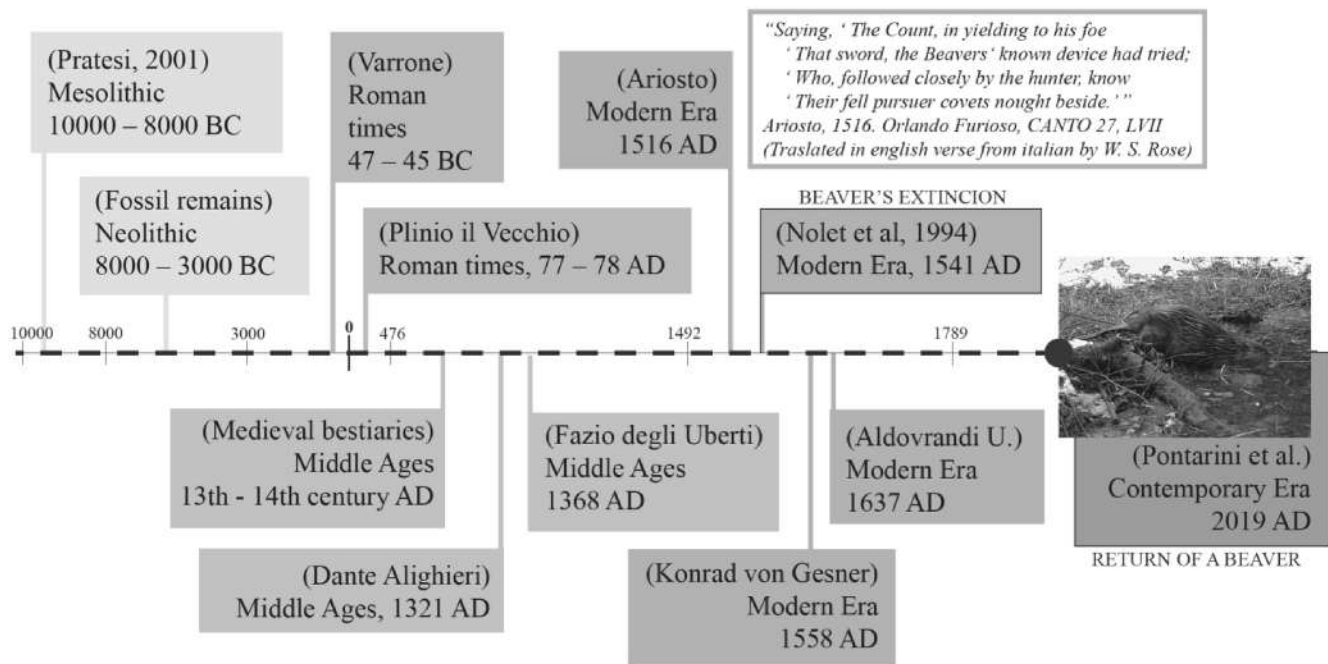 (Pratesi, 2001)
Mesolithic
10000 – 8000 BC
(Fossil remains)
Neolithic
8000 – 3000 BC
(Varrone)
Roman
times
47 – 45 BC
(Plinio il Vecchio)
Roman times, 77 – 78 AD
(Ariosto)
Modern Era
1516 AD
“Saying, ‘ The Count, in yielding to his foe
‘ That sword, the Beavers‘ known device had tried;
‘ Who, followed closely by the hunter, know
‘ Their fell pursuer covets nought beside.’”
Ariosto, 1516. Orlando Furioso, CANTO 27, LVII
(Traslated in english verse from italian by W. S. Rose)
BEAVER’S EXTINCION
(Nolet et al, 1994)
Modern Era, 1541 AD
10000 8000 3000 0 476 1492 1789
(Medieval bestiaries)
Middle Ages
13th - 14th century AD
(Dante Alighieri)
Middle Ages, 1321 AD
(Fazio degli Uberti)
Middle Ages
1368 AD
(Konrad von Gesner)
Modern Era
1558 AD
(Aldovrandi U.)
Modern Era
1637 AD
(Pontarini et al.)
Contemporary Era
2019 AD
RETURN OF A BEAVER